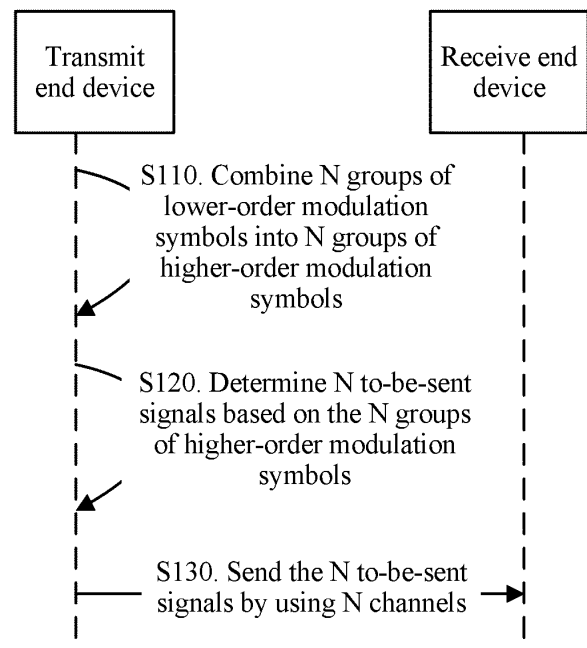 Transmit
end device
Receive end
device
S110. Combine N groups of
lower-order modulation
symbols into N groups of
higher-order modulation
symbols
S120. Determine N to-be-sent
signals based on the N groups
of higher-order modulation
symbols
S130. Send the N to-be-sent
signals by using N channels